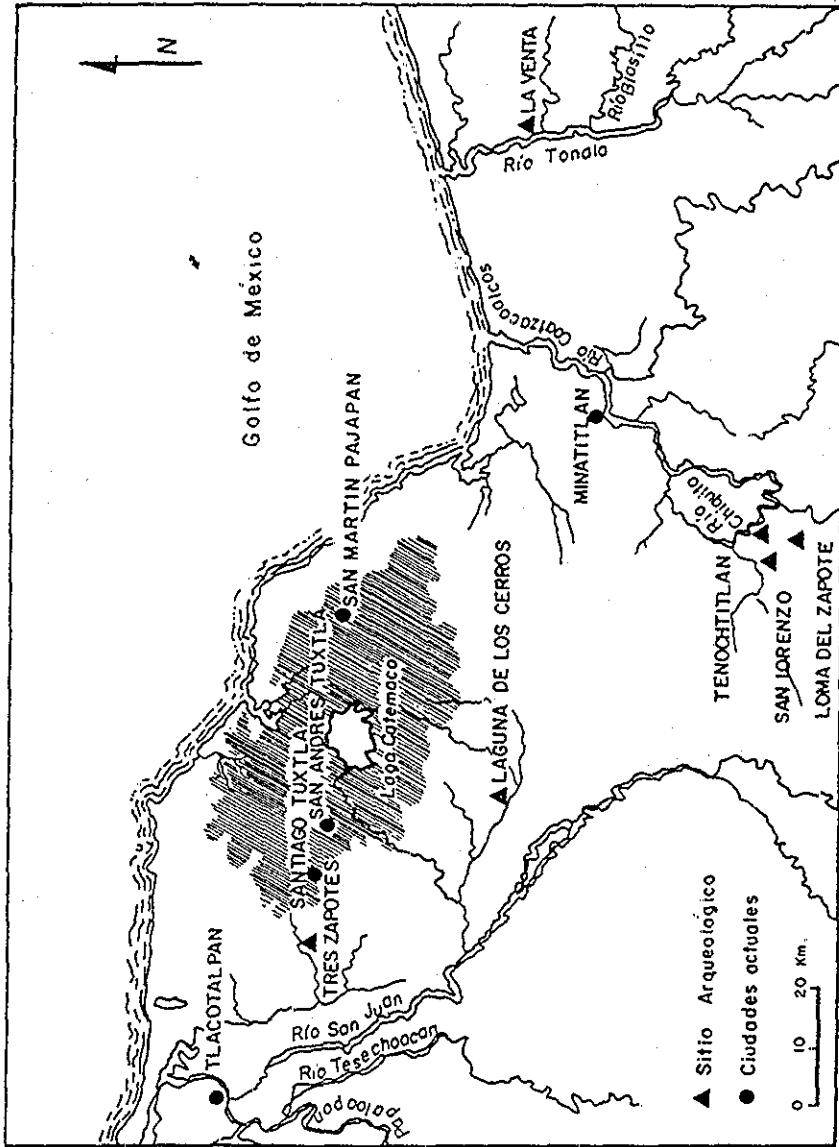 N
Golfo de México
TLACOTALPAN
SANTIAGO TUXTLA
SAN ANDRES TUXTLA
TRES ZAPOTES
Lago Catemaco
SAN MARTIN PAJAPAN
LAGUNA DE LOS CERROS
Río San Juan
Río Tesechoacan
Papaloapan
Río Coatzacoalcos
MINATITLAN
Río Chiquito
TENOCHTITLAN
SAN LORENZO
LOMA DEL ZAPOTE
LA VENTA
Río Tonala
Río Blasillo
Sitio Arqueológico
Ciudades actuales
0 10 20 Km.